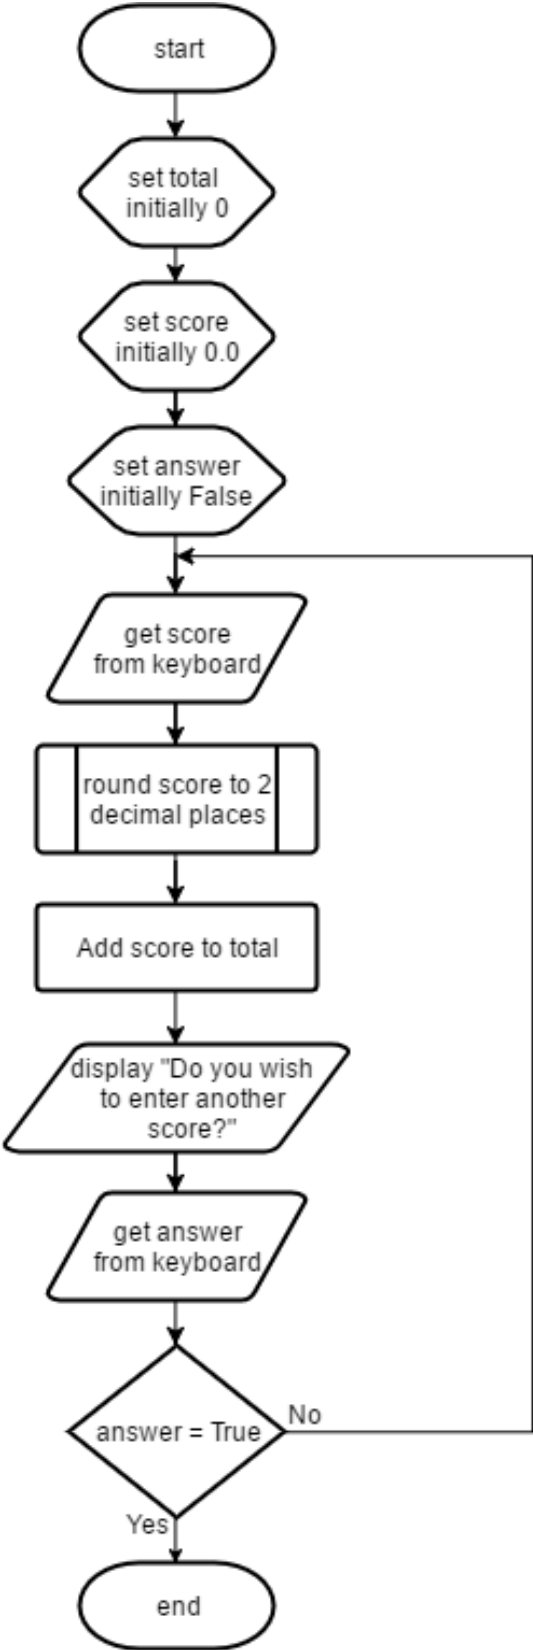 start
set total
initially 0
set score
initially 0.0
set answer
initially False
get score
from keyboard
round score to 2
decimal places
Add score to total
display "Do you wish
to enter another
score?"
get answer
from keyboard
answer = True
No
Yes
end